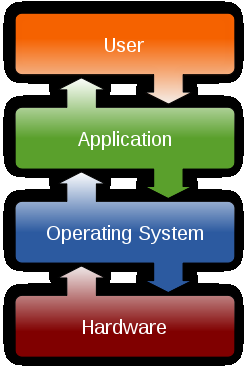 User
Application
Operating System
Hardware